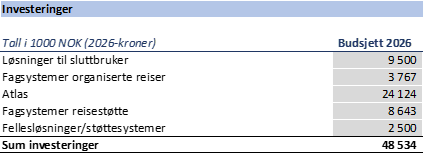 Investeringer
Tall i 1000 NOK (2026-kroner) Budsjett 2026
Løsninger til sluttbruker 9 500
Fagsystemer organiserte reiser 3 767
Atlas 24 124
Fagsystemer reisestøtte 8 643
Fellesløsninger/støttesystemer 2 500
Sum investeringer 48 534